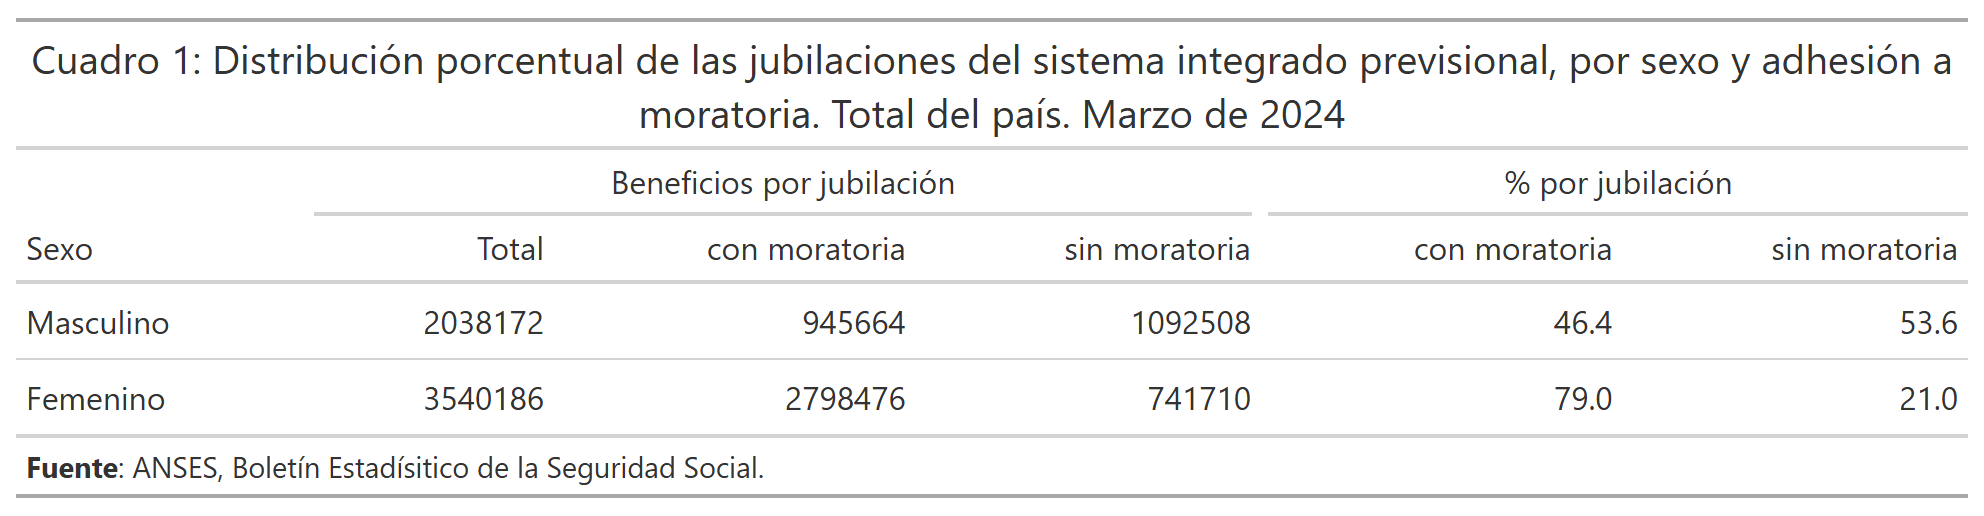 Cuadro 1: Distribución porcentual de las jubilaciones del sistema integrado previsional, por sexo y adhesión a
moratoria. Total del país. Marzo de 2024
Beneficios por jubilación % por jubilación
Sexo Total con moratoria sin moratoria con moratoria sin moratoria
Masculino 2038172 945664 1092508 46.4 53.6
Femenino 3540186 2798476 741710 79.0 21.0
Fuente: ANSES, Boletín Estadísitico de la Seguridad Social.